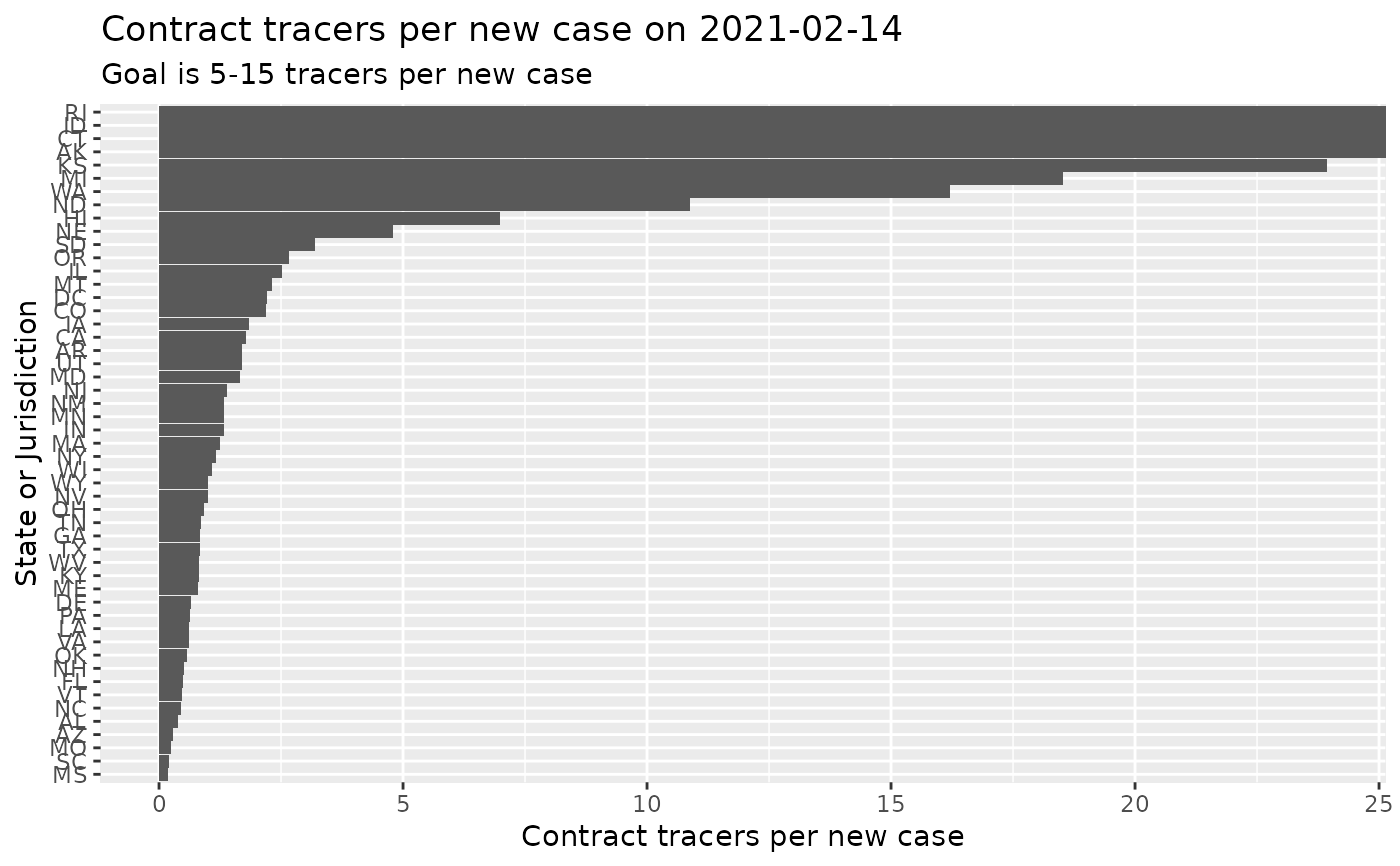 Contract tracers per new case on 2021-02-14
Goal is 5-15 tracers per new case
RI
ID
CT
AK
KS
MI
WA
ND
HI
NE
SD
OR
IL
MT
DC
CO
IA
CA
AR
UT
MD
NJ
NM
MN
IN
MA
NY
WI
WY
NV
OH
TN
GA
TX
WV
KY
ME
DE
PA
LA
VA
OK
NH
FL
VT
NC
AL
AZ
MO
SC
MS
State or Jurisdiction
0 5 10 15 20 25
Contract tracers per new case